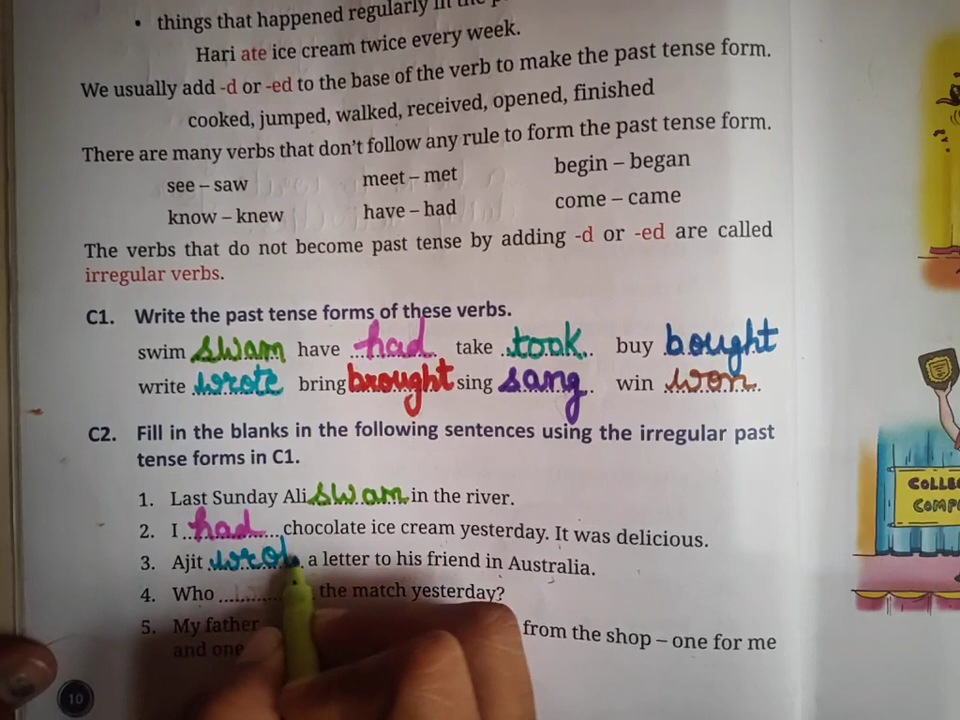 • things that happened regularly in the
Hari ate ice cream twice every week.
We usually add -d or -ed to the base of the verb to make the past tense form.
cooked, jumped, walked, received, opened, finished
There are many verbs that don't follow any rule to form the past tense form.
see – saw meet – met begin – began
know – knew have – had come – came
The verbs that do not become past tense by adding -d or -ed are called
irregular verbs.
C1. Write the past tense forms of these verbs.
swim swam have had take took buy bought
write wrote bring brought sing sang win won
C2. Fill in the blanks in the following sentences using the irregular past
tense forms in C1.
1. Last Sunday Ali swam in the river.
2. I had chocolate ice cream yesterday. It was delicious.
3. Ajit wrot a letter to his friend in Australia.
4. Who .......... the match yesterday?
5. My father from the shop – one for me
and one
10
COLLE
COMP